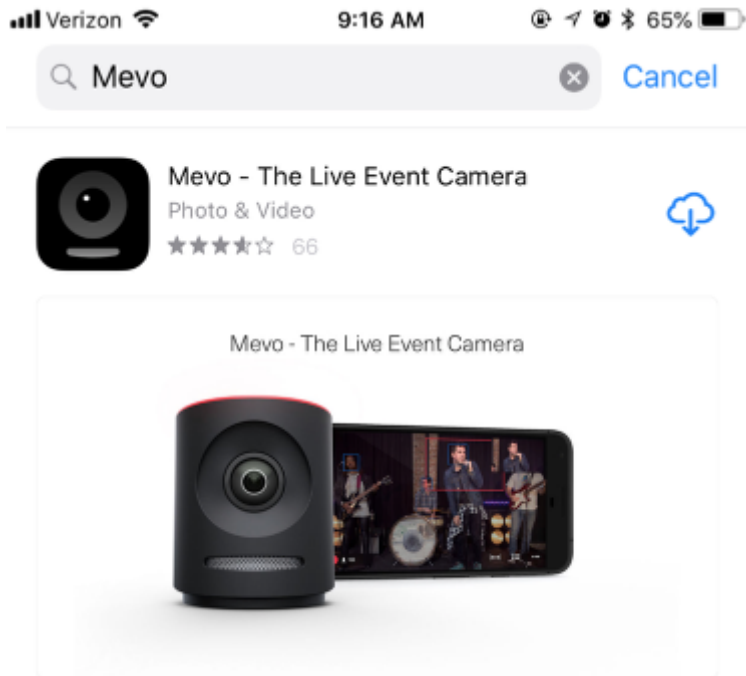 Verizon 9:16 AM 65%
Mevo Cancel
Mevo - The Live Event Camera
Photo & Video
66
Mevo - The Live Event Camera